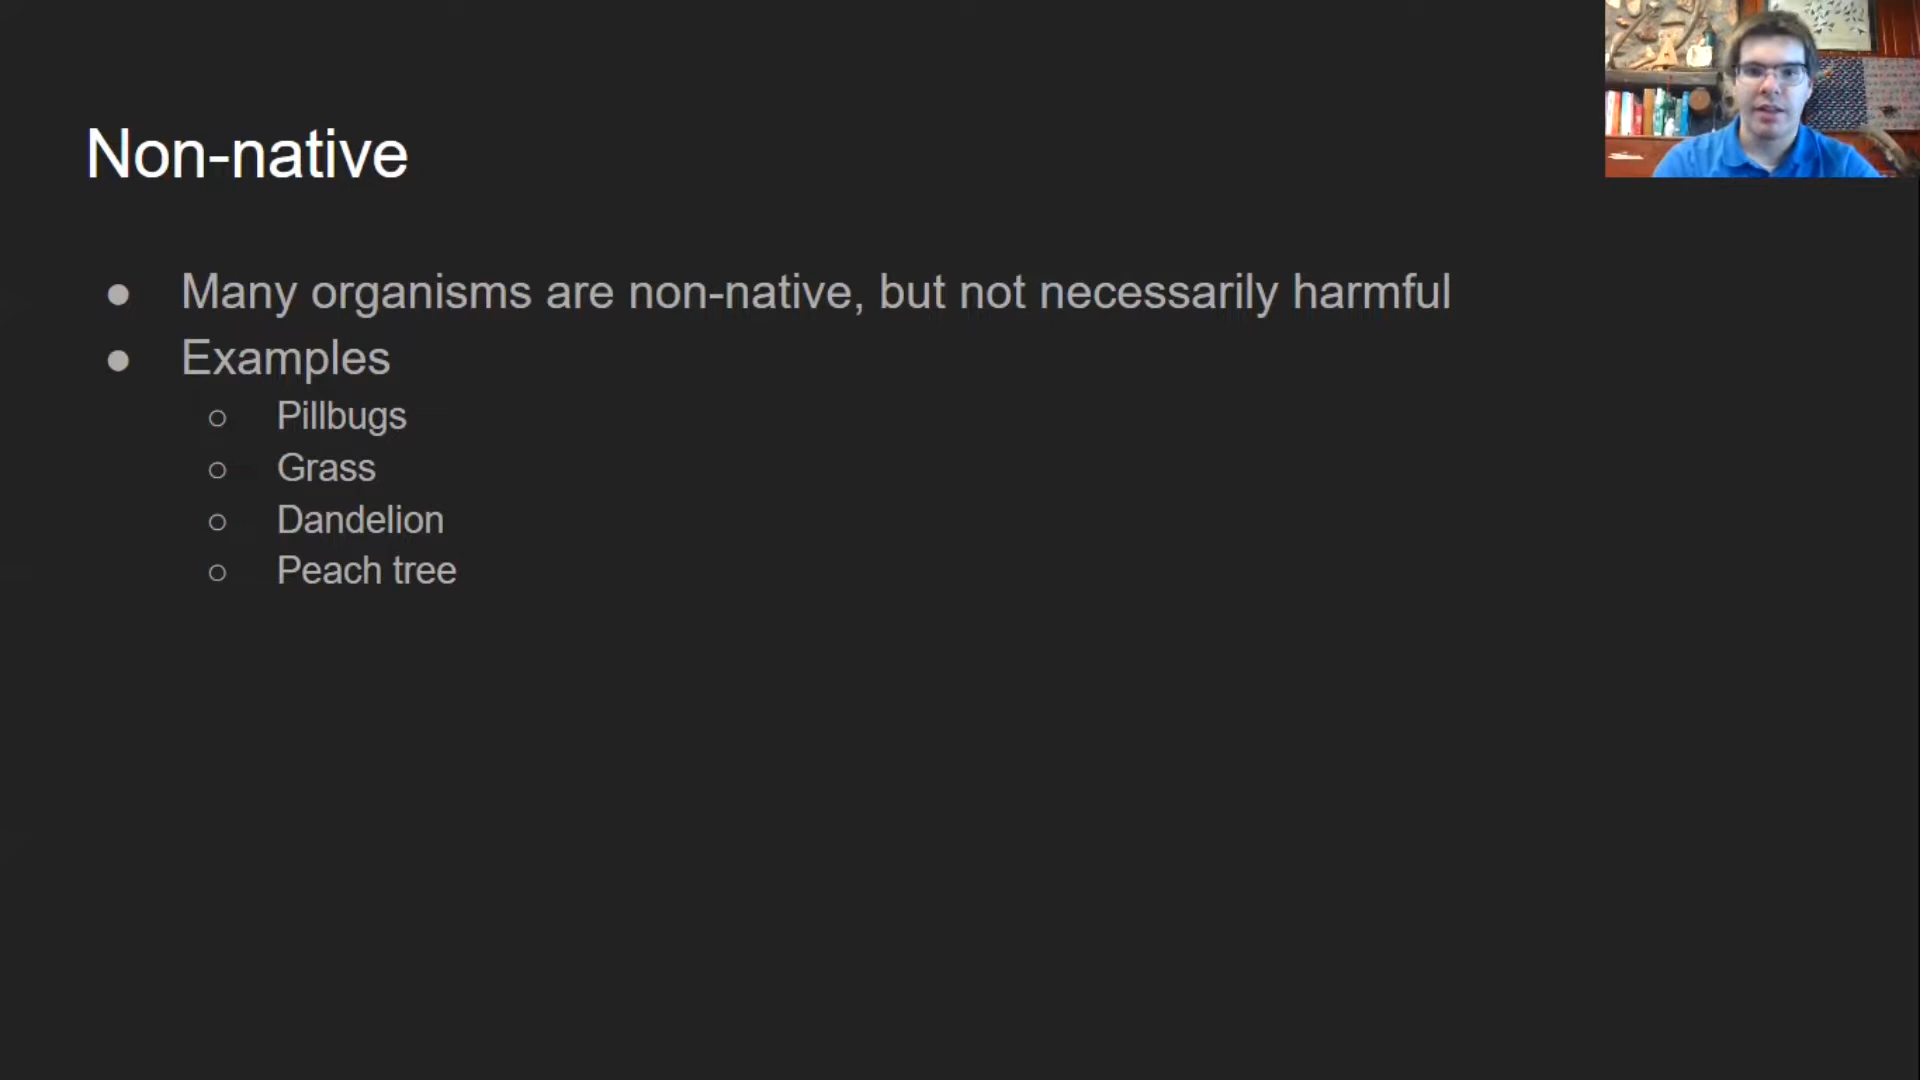 Non-native
● Many organisms are non-native, but not necessarily harmful
● Examples
○ Pillbugs
○ Grass
○ Dandelion
○ Peach tree